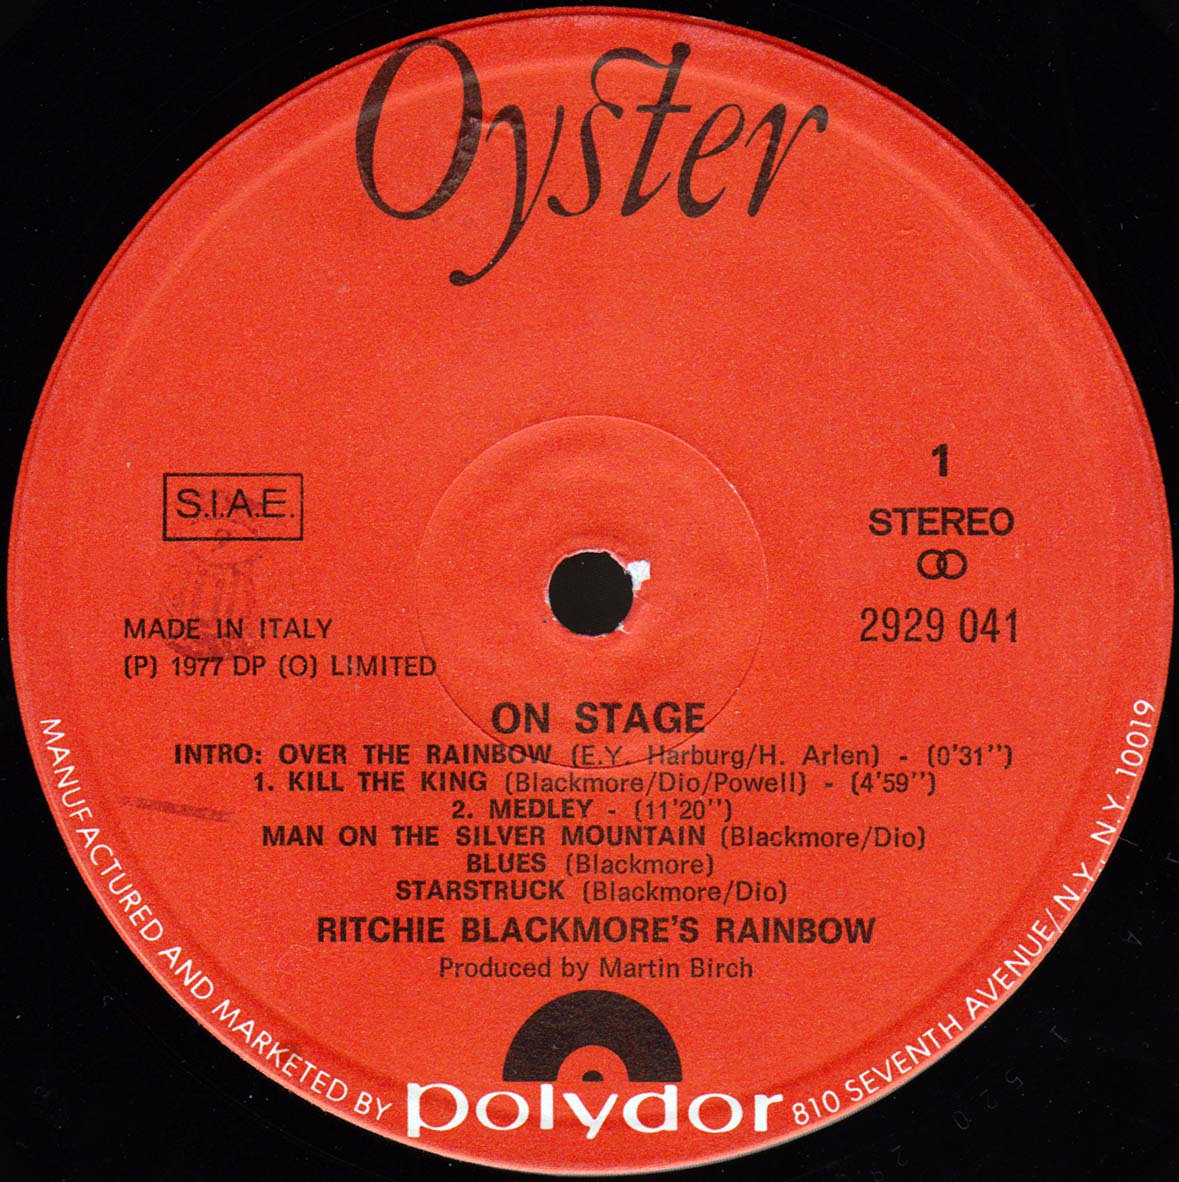 Oyster
1
STEREO
S.I.A.E.
2929 041
MADE IN ITALY
(P) 1977 DP (O) LIMITED
ON STAGE
INTRO: OVER THE RAINBOW (E.Y. Harburg/H. Arlen) - (0'31'')
1. KILL THE KING (Blackmore/Dio/Powell) - (4'59'')
2. MEDLEY - (11'20'')
MAN ON THE SILVER MOUNTAIN (Blackmore/Dio)
BLUES (Blackmore)
STARSTRUCK (Blackmore/Dio)
RITCHIE BLACKMORE'S RAINBOW
Produced by Martin Birch
MANUFACTURED AND MARKETED BY polydor 810 SEVENTH AVENUE/N.Y. N.Y. 10019